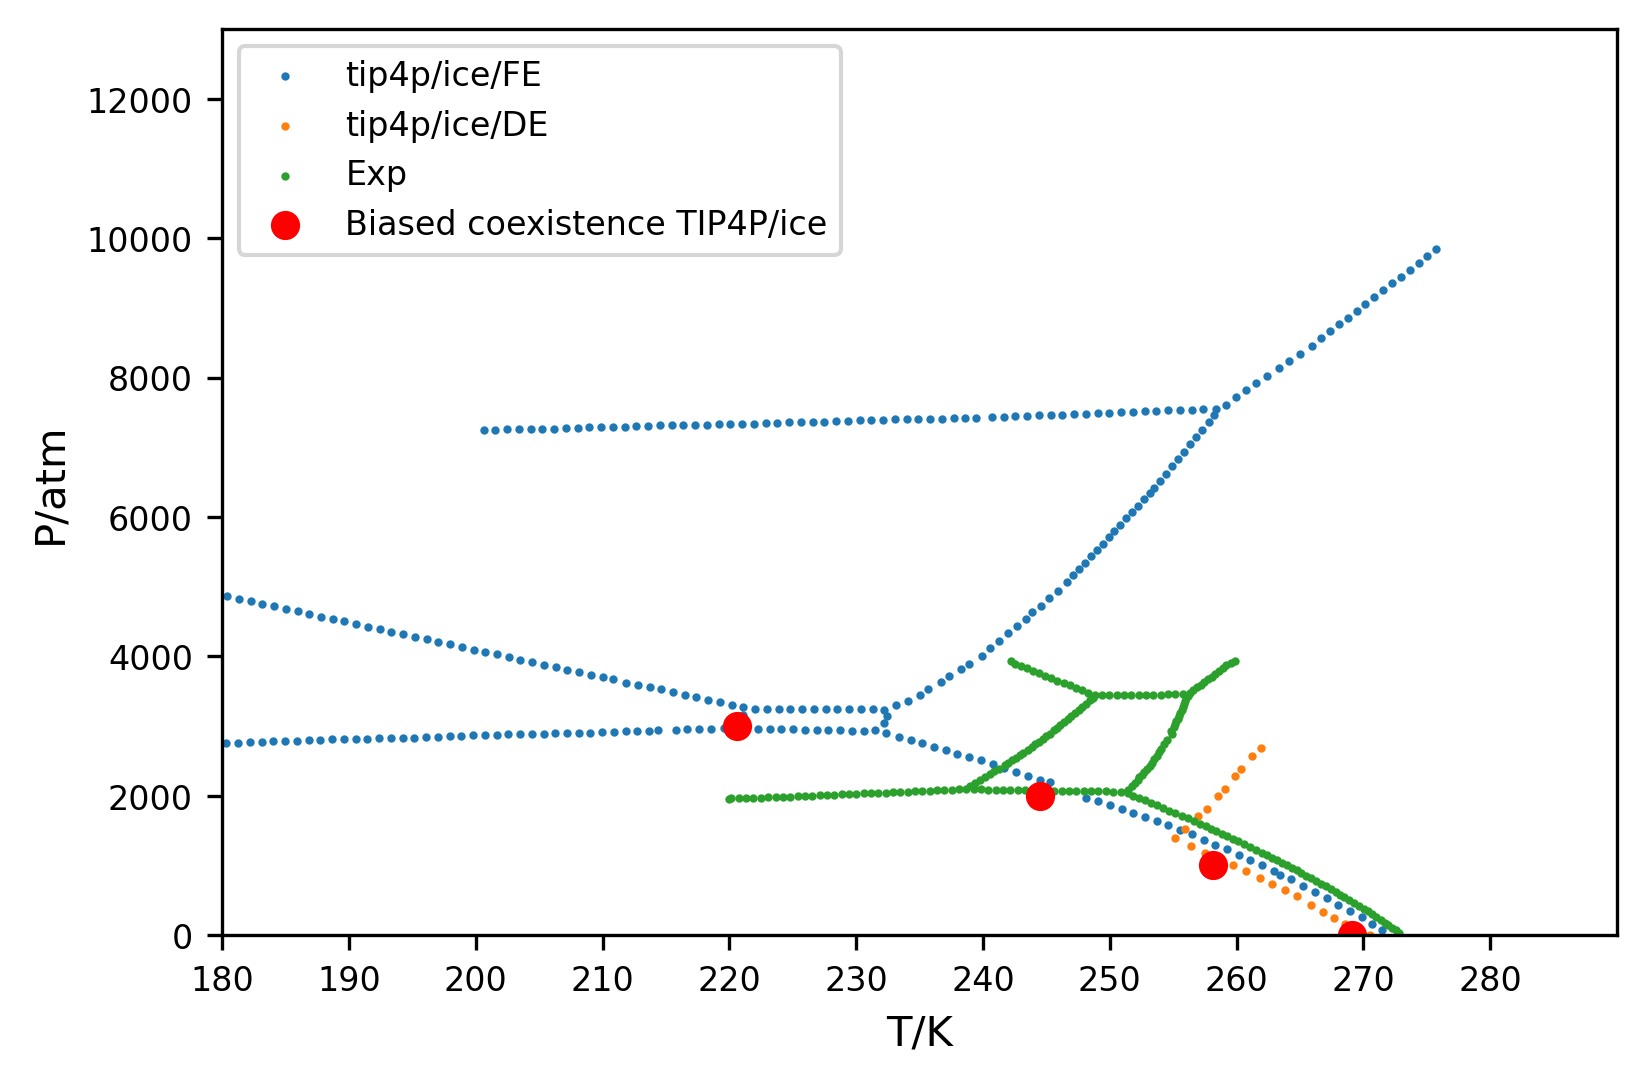 tip4p/ice/FE
tip4p/ice/DE
Exp
Biased coexistence TIP4P/ice
12000
10000
8000
6000
4000
2000
0
P/atm
180 190 200 210 220 230 240 250 260 270 280
T/K